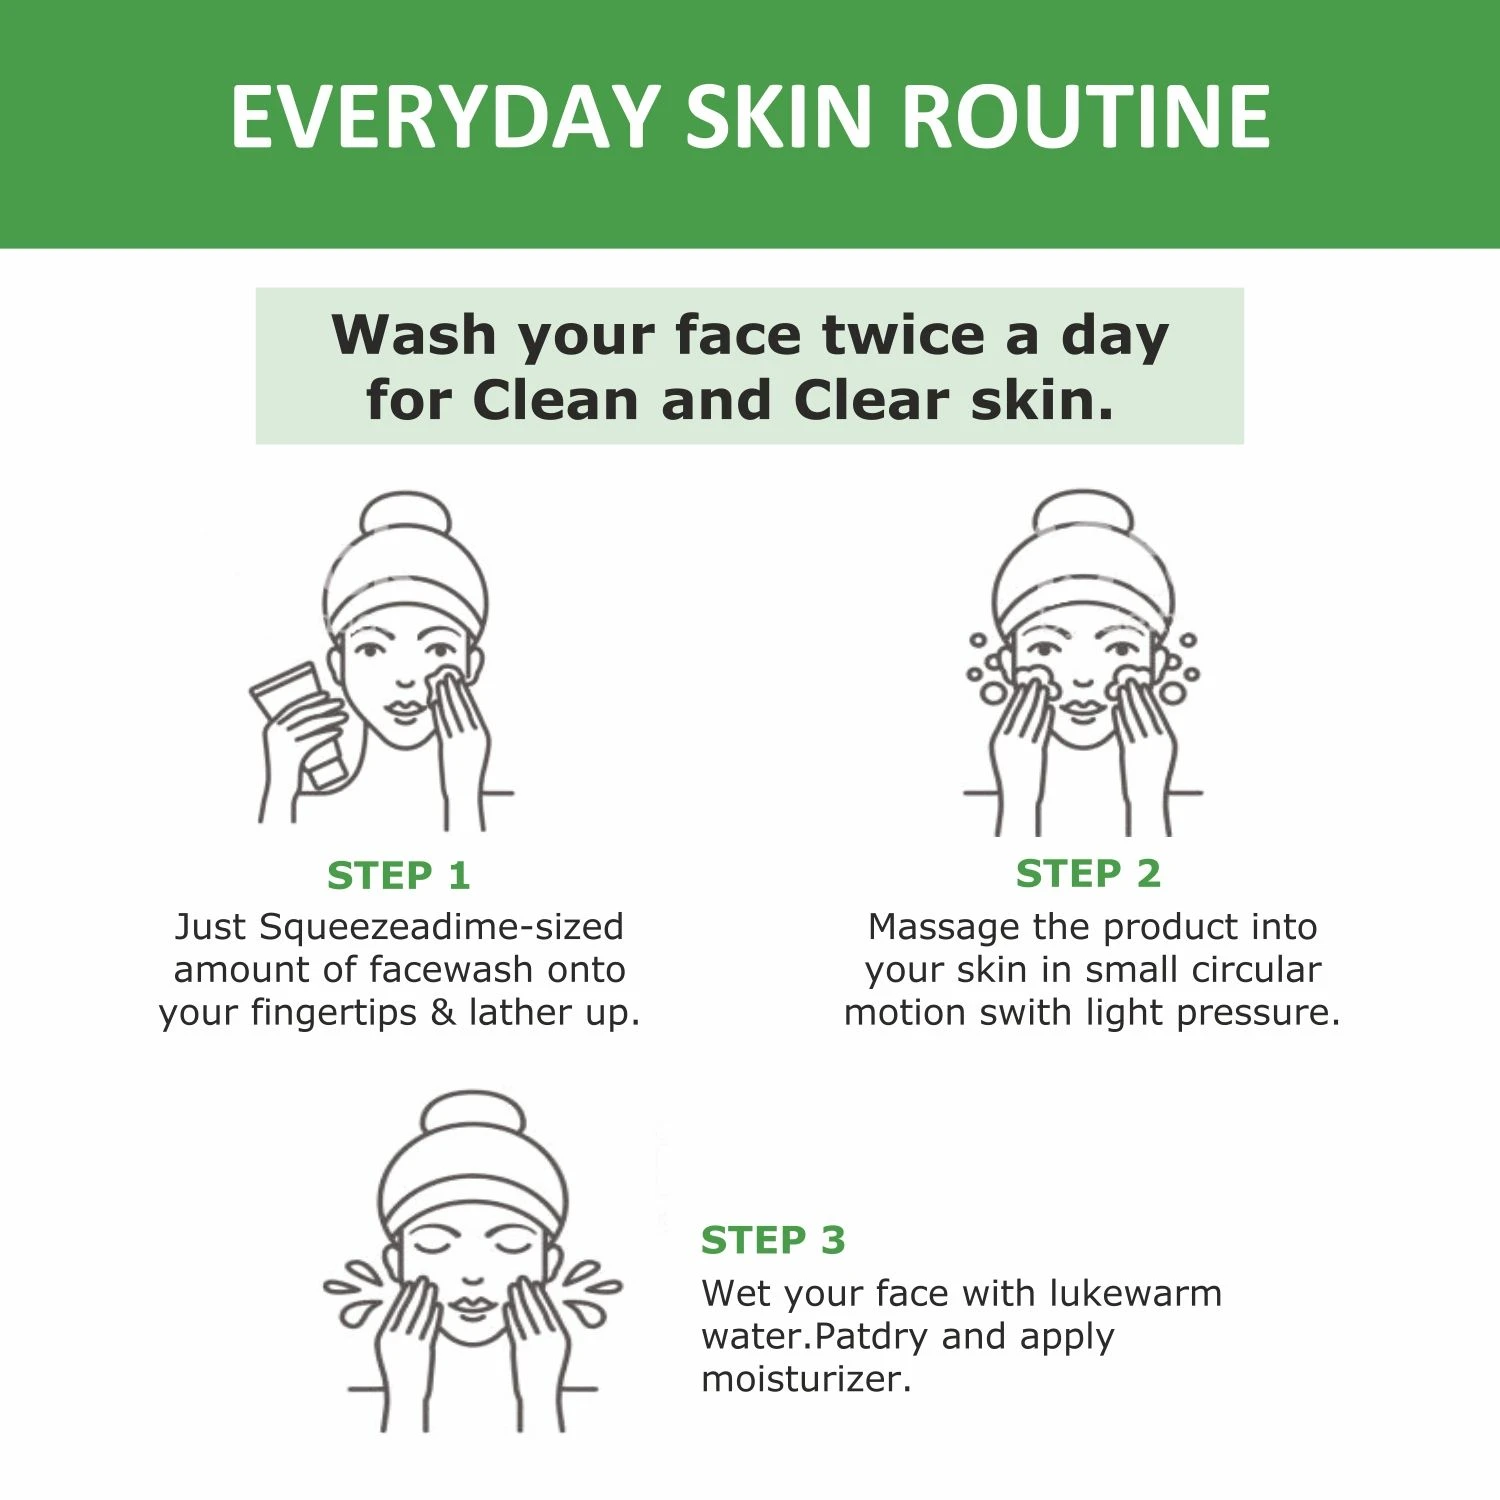 EVERYDAY SKIN ROUTINE
Wash your face twice a day
for Clean and Clear skin.
STEP 1
Just Squeezeadime-sized
amount of facewash onto
your fingertips & lather up.
STEP 2
Massage the product into
your skin in small circular
motion swith light pressure.
STEP 3
Wet your face with lukewarm
water.Patdry and apply
moisturizer.